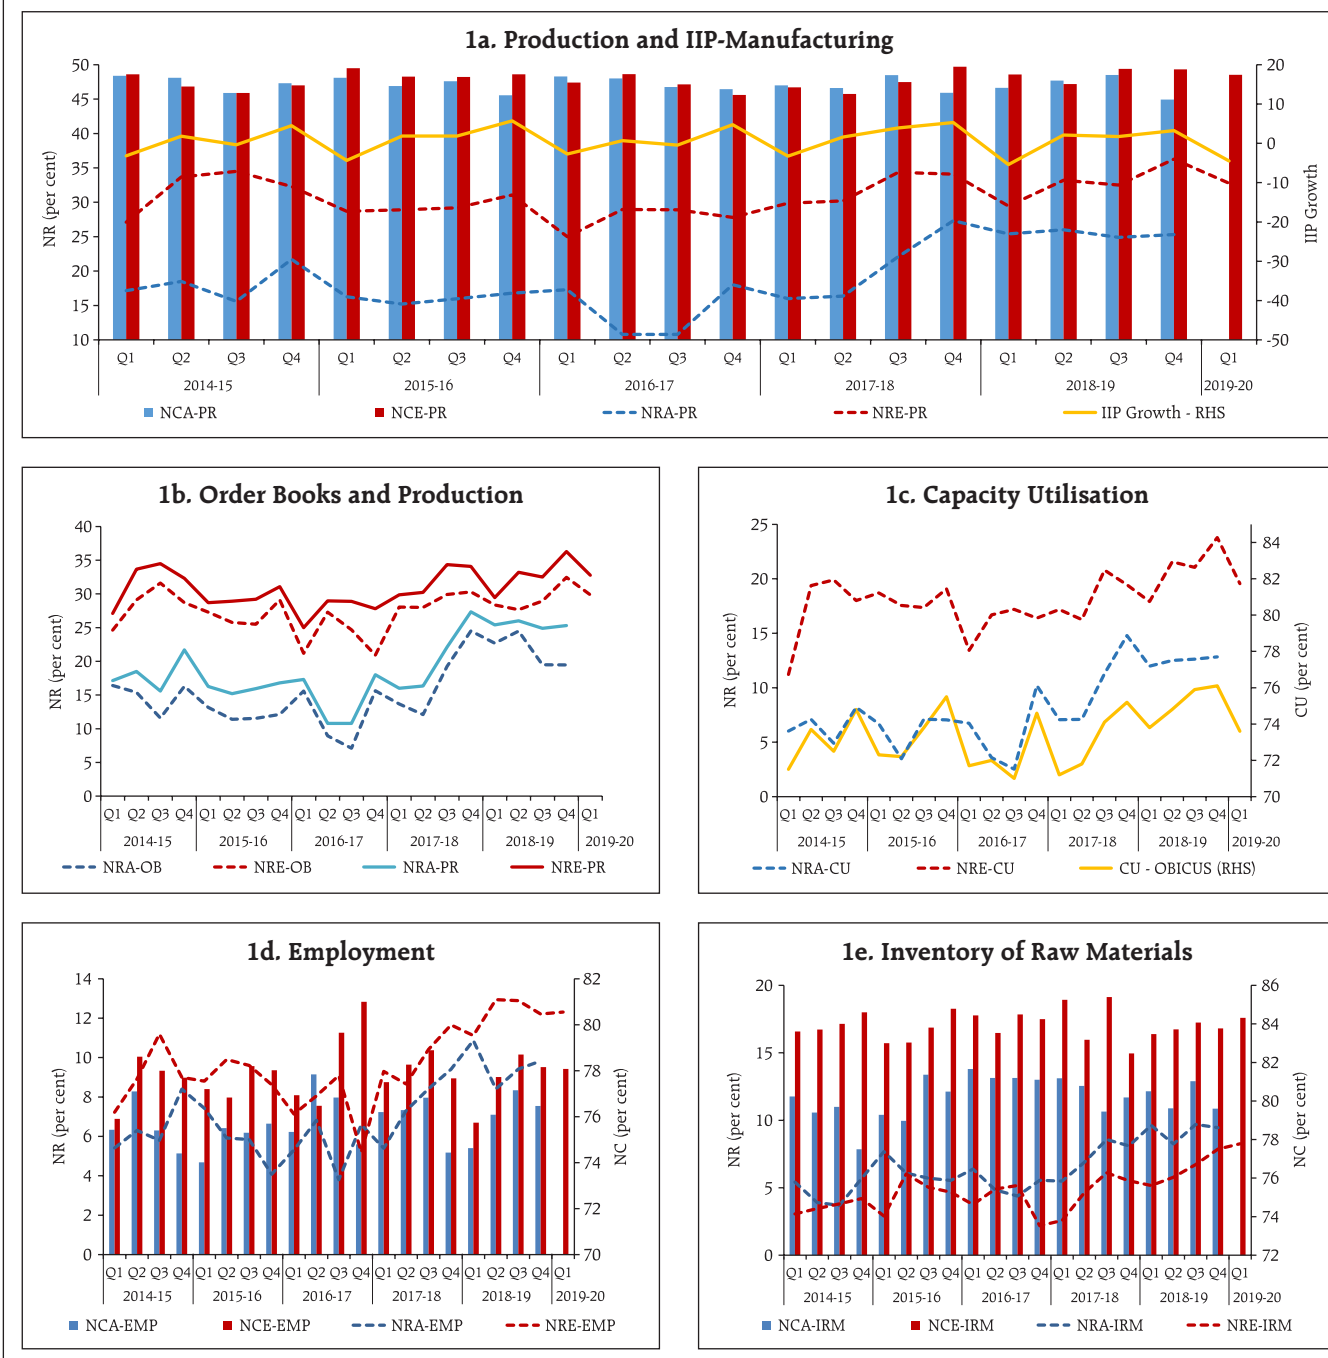 1a. Production and IIP-Manufacturing
50
45
40
35
30
25
20
15
10
NR (per cent)
20
10
0
-10
-20
-30
-40
-50
IIP Growth
Q1 Q2 Q3 Q4 Q1 Q2 Q3 Q4 Q1 Q2 Q3 Q4 Q1 Q2 Q3 Q4 Q1 Q2 Q3 Q4 Q1
2014-15 2015-16 2016-17 2017-18 2018-19 2019-20
NCA-PR NCE-PR NRA-PR NRE-PR IIP Growth - RHS
1b. Order Books and Production
40
35
30
25
20
15
10
5
0
NR (per cent)
Q1 Q2 Q3 Q4 Q1 Q2 Q3 Q4 Q1 Q2 Q3 Q4 Q1 Q2 Q3 Q4 Q1 Q2 Q3 Q4 Q1
2014-15 2015-16 2016-17 2017-18 2018-19 2019-20
NRA-OB NRE-OB NRA-PR NRE-PR
1c. Capacity Utilisation
25
20
15
10
5
0
NR (per cent)
84
82
80
78
76
74
72
70
CU (per cent)
Q1 Q2 Q3 Q4 Q1 Q2 Q3 Q4 Q1 Q2 Q3 Q4 Q1 Q2 Q3 Q4 Q1 Q2 Q3 Q4 Q1
2014-15 2015-16 2016-17 2017-18 2018-19 2019-20
NRA-CU NRE-CU CU - OBICUS (RHS)
1d. Employment
14
12
10
8
6
4
2
0
NR (per cent)
82
80
78
76
74
72
70
NC (per cent)
Q1 Q2 Q3 Q4 Q1 Q2 Q3 Q4 Q1 Q2 Q3 Q4 Q1 Q2 Q3 Q4 Q1 Q2 Q3 Q4 Q1
2014-15 2015-16 2016-17 2017-18 2018-19 2019-20
NCA-EMP NCE-EMP NRA-EMP NRE-EMP
1e. Inventory of Raw Materials
20
15
10
5
0
NR (per cent)
86
84
82
80
78
76
74
72
NC (per cent)
Q1 Q2 Q3 Q4 Q1 Q2 Q3 Q4 Q1 Q2 Q3 Q4 Q1 Q2 Q3 Q4 Q1 Q2 Q3 Q4 Q1
2014-15 2015-16 2016-17 2017-18 2018-19 2019-20
NCA-IRM NCE-IRM NRA-IRM NRE-IRM